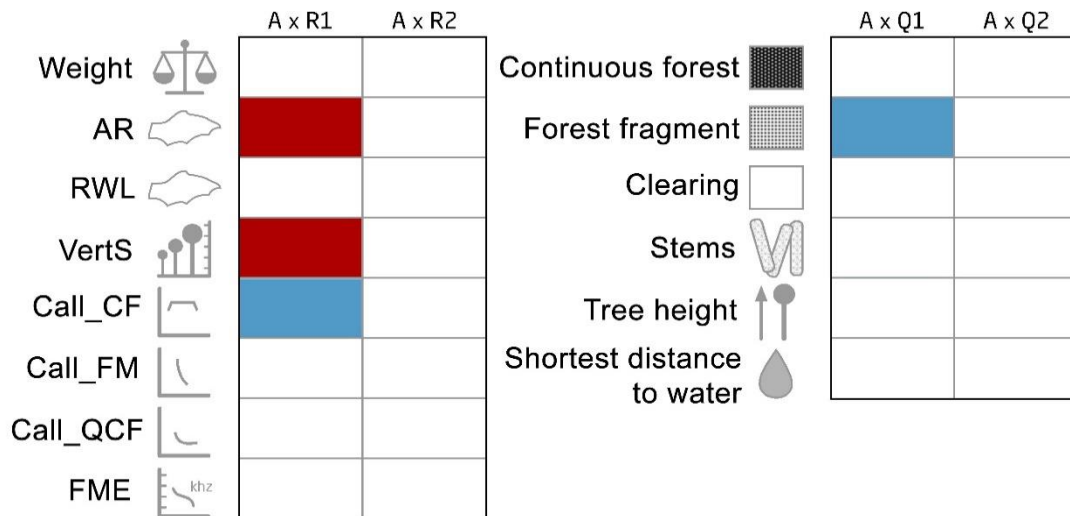 A x R1 A x R2
Weight
AR
RWL
VertS
Call_CF
Call_FM
Call_QCF
FME khz
A x Q1 A x Q2
Continuous forest
Forest fragment
Clearing
Stems
Tree height
Shortest distance
to water